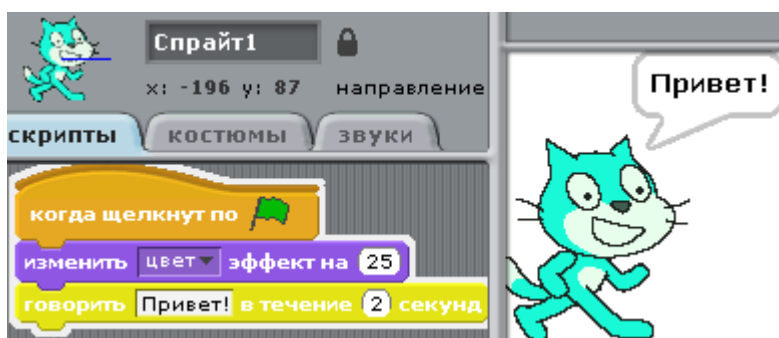 Спрайт1
x: -196 y: 87 направление
скрипты костюмы звуки
Привет!
когда щелкнут по
изменить цвет эффект на 25
говорить Привет! в течение 2 секунд